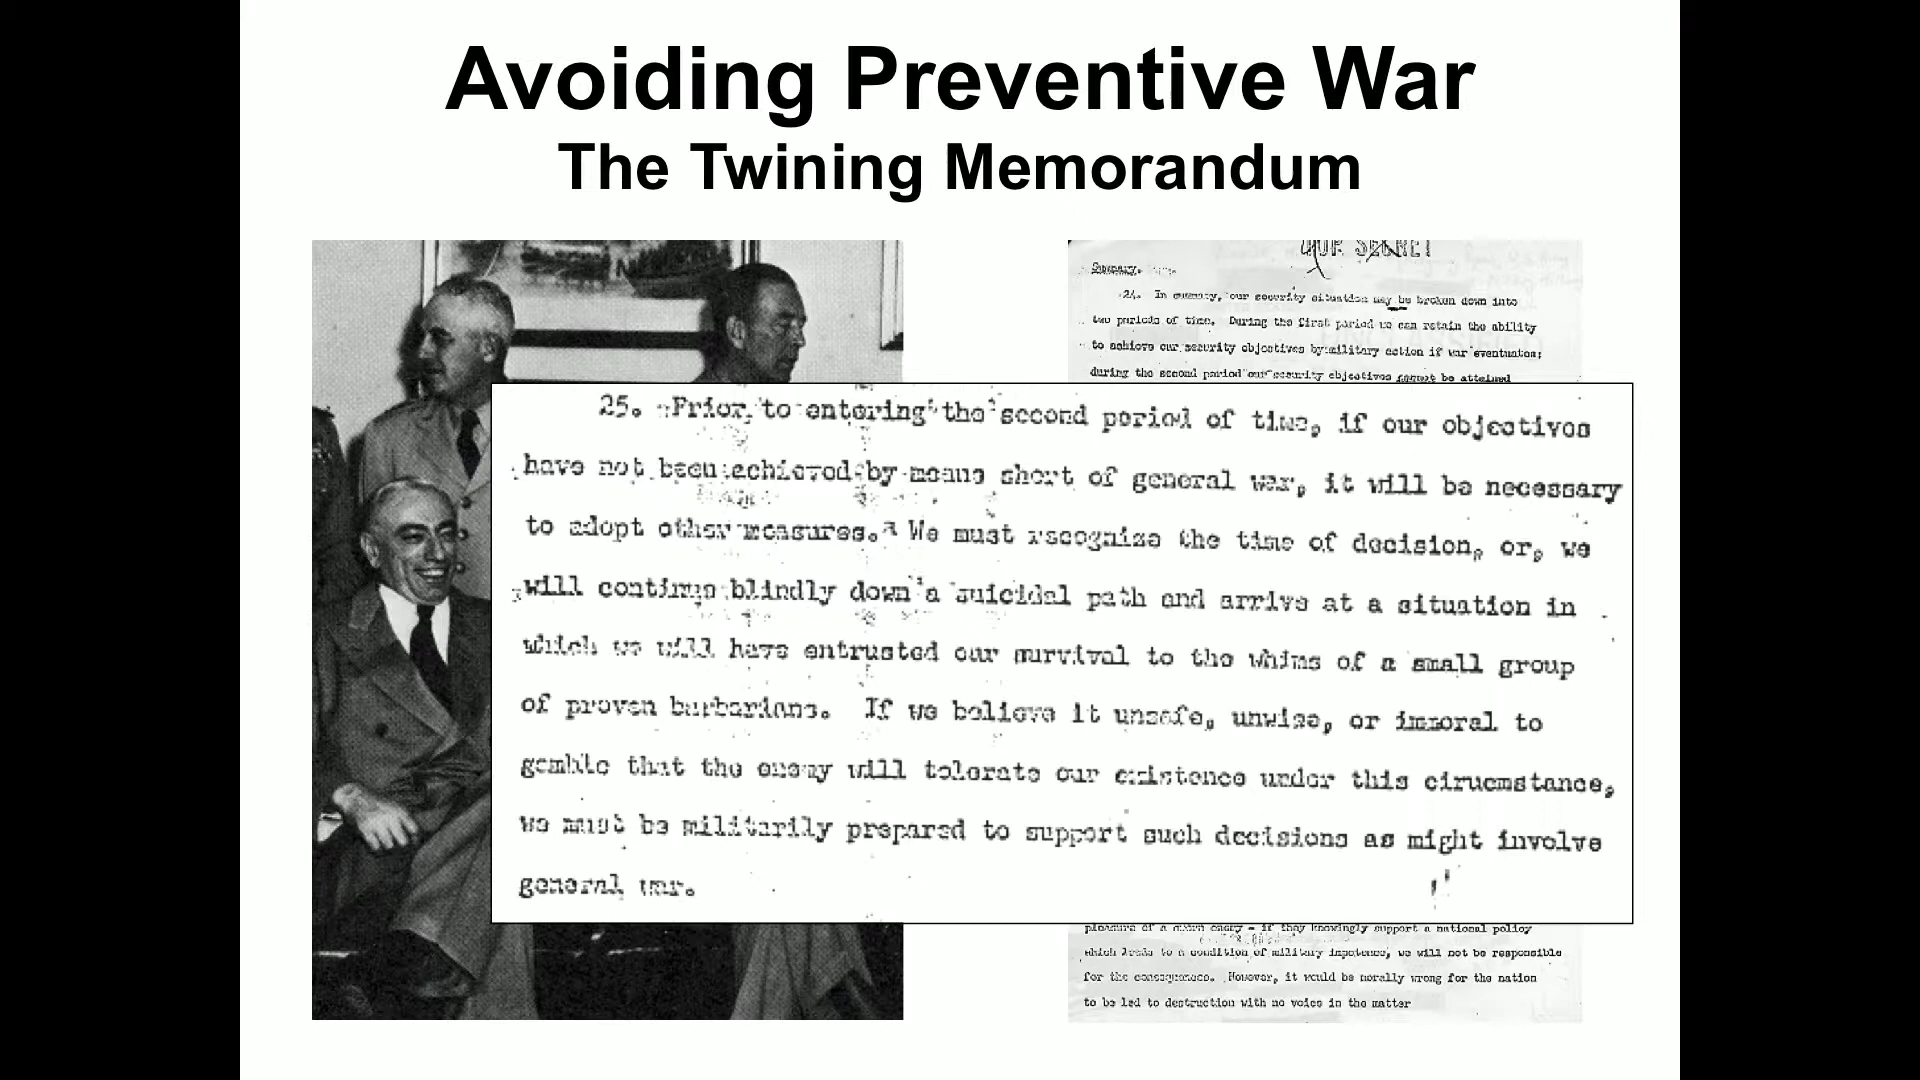 Avoiding Preventive War
The Twining Memorandum
TOP SECRET
Summary.
24. In summary, our security situation may be broken down into
two periods of time. During the first period we can retain the ability
to achieve our security objectives by military action if war eventuates;
during the second period our security objectives cannot be attained
25. Prior to entering the second period of time, if our objectives
have not been achieved by means short of general war, it will be necessary
to adopt other measures. We must recognize the time of decision, or, we
will continue blindly down a suicidal path and arrive at a situation in
which we will have entrusted our survival to the whims of a small group
of proven barbarians. If we believe it unsafe, unwise, or immoral to
gamble that the enemy will tolerate our existence under this cirucmstance,
we must be militarily prepared to support such decisions as might involve
general war.
pleasure of a enemy - if they knowingly support a national policy
which leads to a condition of military impotence, we will not be responsible
for the consequences. However, it would be morally wrong for the nation
to be led to destruction with no voice in the matter